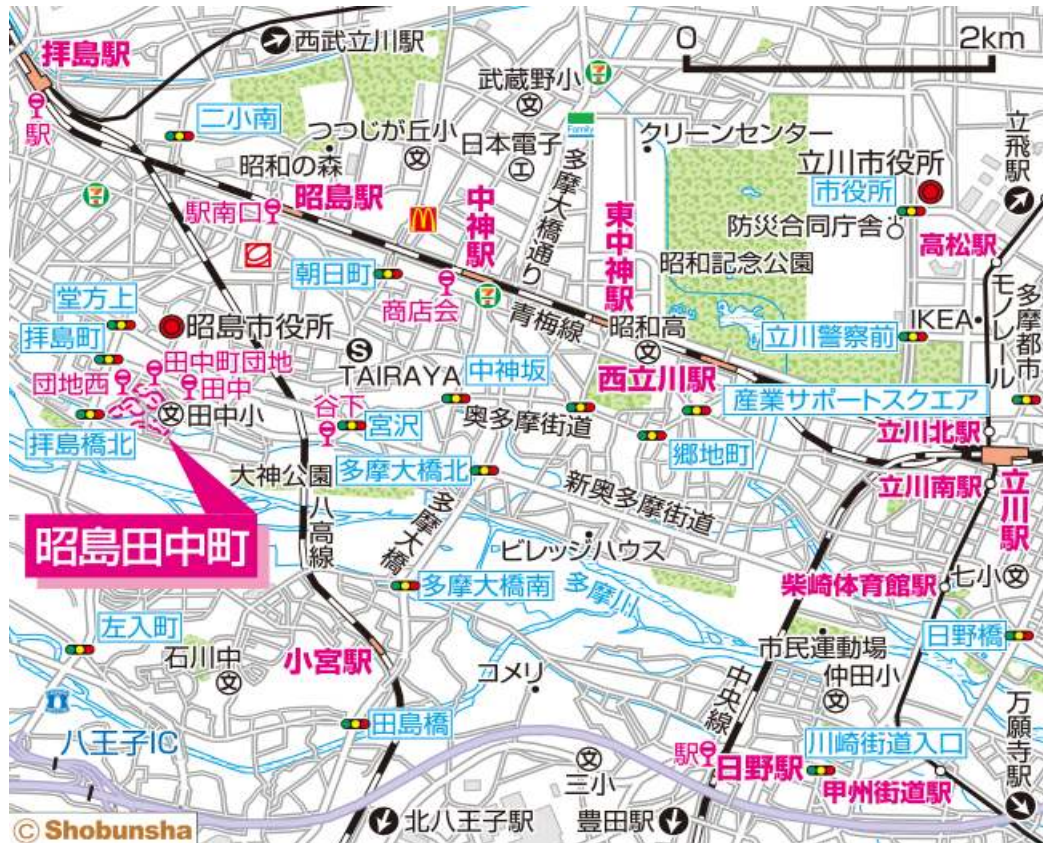 西武立川駅
0 2km
拝島駅
武蔵野小
駅
二小南
つつじが丘小
日本電子
Family
クリーンセンター
立川市役所
立飛駅
昭和の森
昭島駅
中神駅
多摩大橋通り
東中神駅
市役所
駅南口
防災合同庁舎
高松駅
朝日町
商店会
昭和記念公園
モノレール
多摩都市
堂方上
昭島市役所
青梅線
昭和高
IKEA
立川警察前
拝島町
田中町団地
S
TAIRAYA
中神坂
西立川駅
団地西
田中
田中小
谷下
宮沢
奥多摩街道
産業サポートスクエア
拝島橋北
立川北駅
郷地町
大神公園
多摩大橋北
新奥多摩街道
立川南駅
立川駅
昭島田中町
八高線
多摩大橋
ビレッジハウス
多摩大橋南
多摩川
柴崎体育館駅
七小
左入町
石川中
小宮駅
コメリ
市民運動場
仲田小
日野橋
中央線
田島橋
万願寺駅
八王子IC
三小
駅
日野駅
川崎街道入口
甲州街道駅
北八王子駅
豊田駅
© Shobunsha